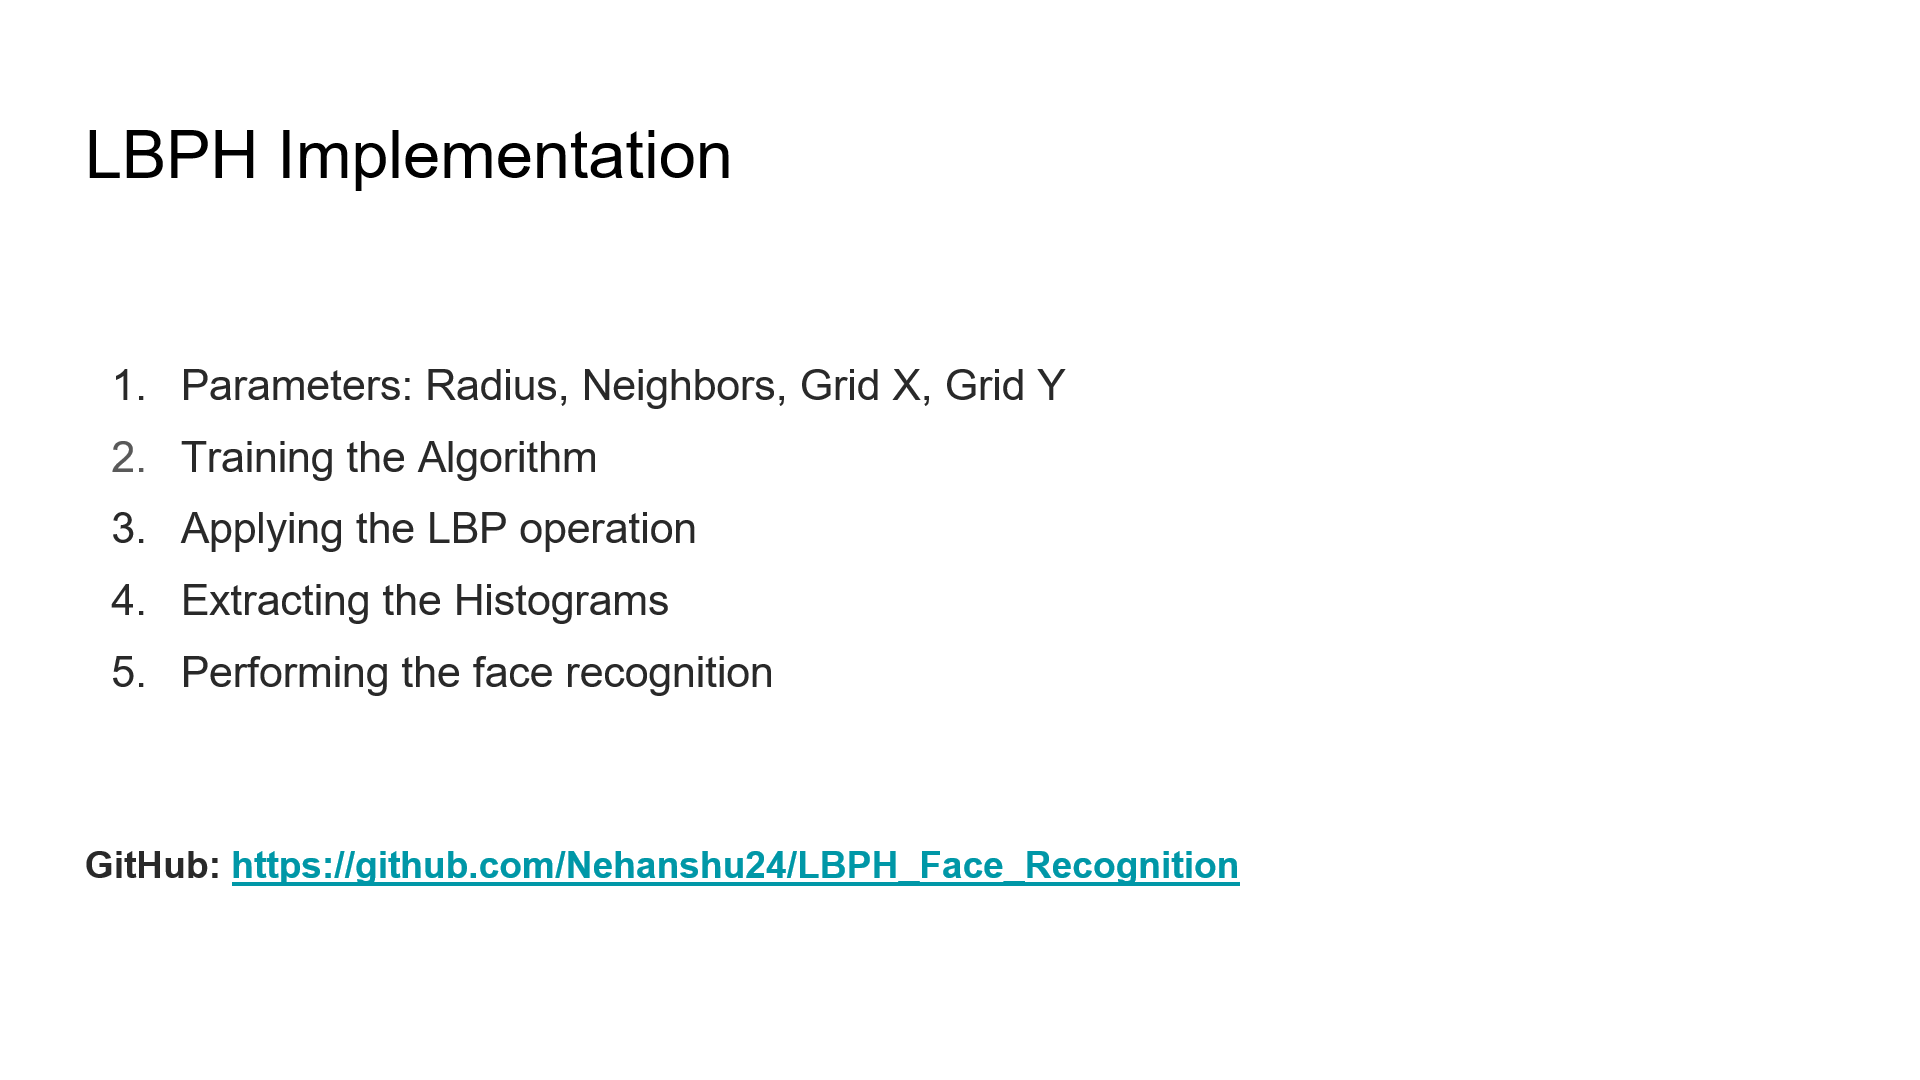 LBPH Implementation
1. Parameters: Radius, Neighbors, Grid X, Grid Y
2. Training the Algorithm
3. Applying the LBP operation
4. Extracting the Histograms
5. Performing the face recognition
GitHub: https://github.com/Nehanshu24/LBPH_Face_Recognition